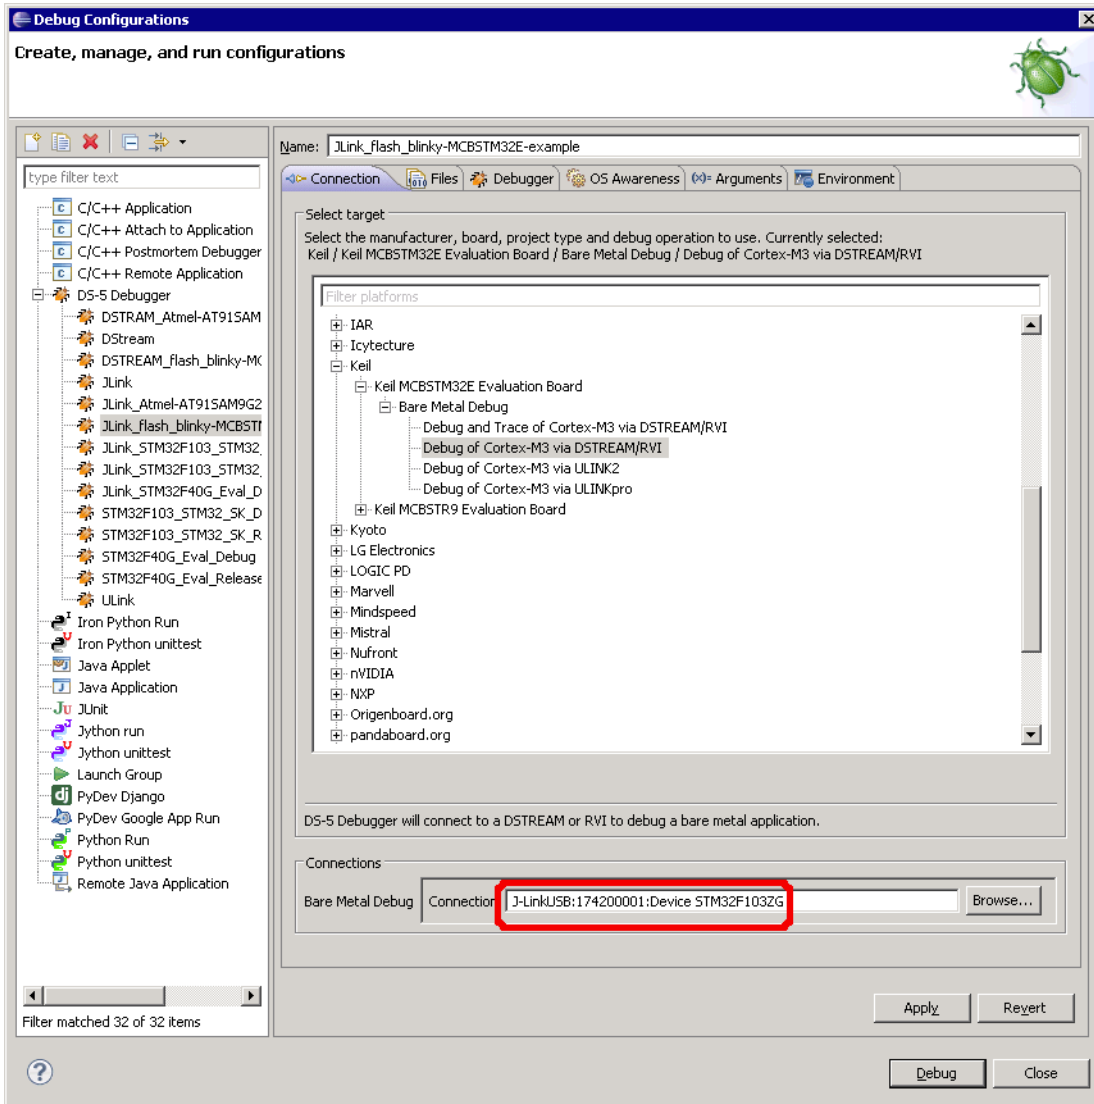 Debug Configurations
Create, manage, and run configurations
type filter text
C/C++ Application
C/C++ Attach to Application
C/C++ Postmortem Debugger
C/C++ Remote Application
DS-5 Debugger
DSTRAM_Atmel-AT91SAM
DStream
DSTREAM_flash_blinky-MC
JLink
JLink_Atmel-AT91SAM9G2
JLink_flash_blinky-MCBSTM
JLink_STM32F103_STM32_
JLink_STM32F103_STM32_
JLink_STM32F40G_Eval_D
STM32F103_STM32_SK_D
STM32F103_STM32_SK_R
STM32F40G_Eval_Debug
STM32F40G_Eval_Release
ULink
Iron Python Run
Iron Python unittest
Java Applet
Java Application
JUnit
Jython run
Jython unittest
Launch Group
PyDev Django
PyDev Google App Run
Python Run
Python unittest
Remote Java Application
Filter matched 32 of 32 items
Name: JLink_flash_blinky-MCBSTM32E-example
Connection Files Debugger OS Awareness (x)= Arguments Environment
Select target
Select the manufacturer, board, project type and debug operation to use. Currently selected:
Keil / Keil MCBSTM32E Evaluation Board / Bare Metal Debug / Debug of Cortex-M3 via DSTREAM/RVI
Filter platforms
IAR
Icytecture
Keil
Keil MCBSTM32E Evaluation Board
Bare Metal Debug
Debug and Trace of Cortex-M3 via DSTREAM/RVI
Debug of Cortex-M3 via DSTREAM/RVI
Debug of Cortex-M3 via ULINK2
Debug of Cortex-M3 via ULINKpro
Keil MCBSTR9 Evaluation Board
Kyoto
LG Electronics
LOGIC PD
Marvell
Mindspeed
Mistral
Nufront
nVIDIA
NXP
Origenboard.org
pandaboard.org
DS-5 Debugger will connect to a DSTREAM or RVI to debug a bare metal application.
Connections
Bare Metal Debug Connection J-LinkUSB:174200001:Device STM32F103ZG Browse...
Apply Revert
Debug Close